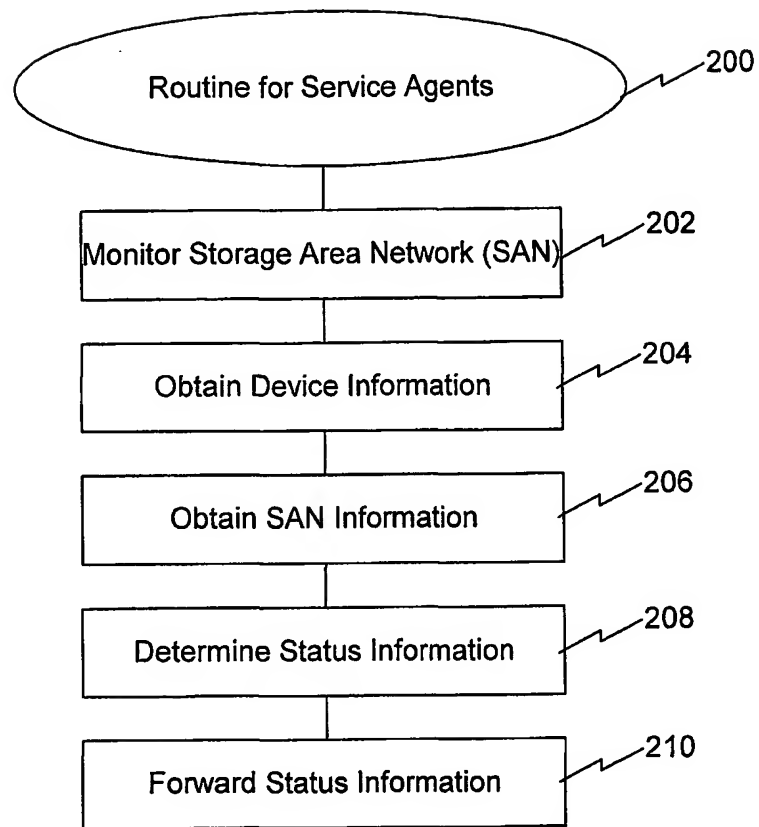 Routine for Service Agents
200
Monitor Storage Area Network (SAN)
202
Obtain Device Information
204
Obtain SAN Information
206
Determine Status Information
208
Forward Status Information
210